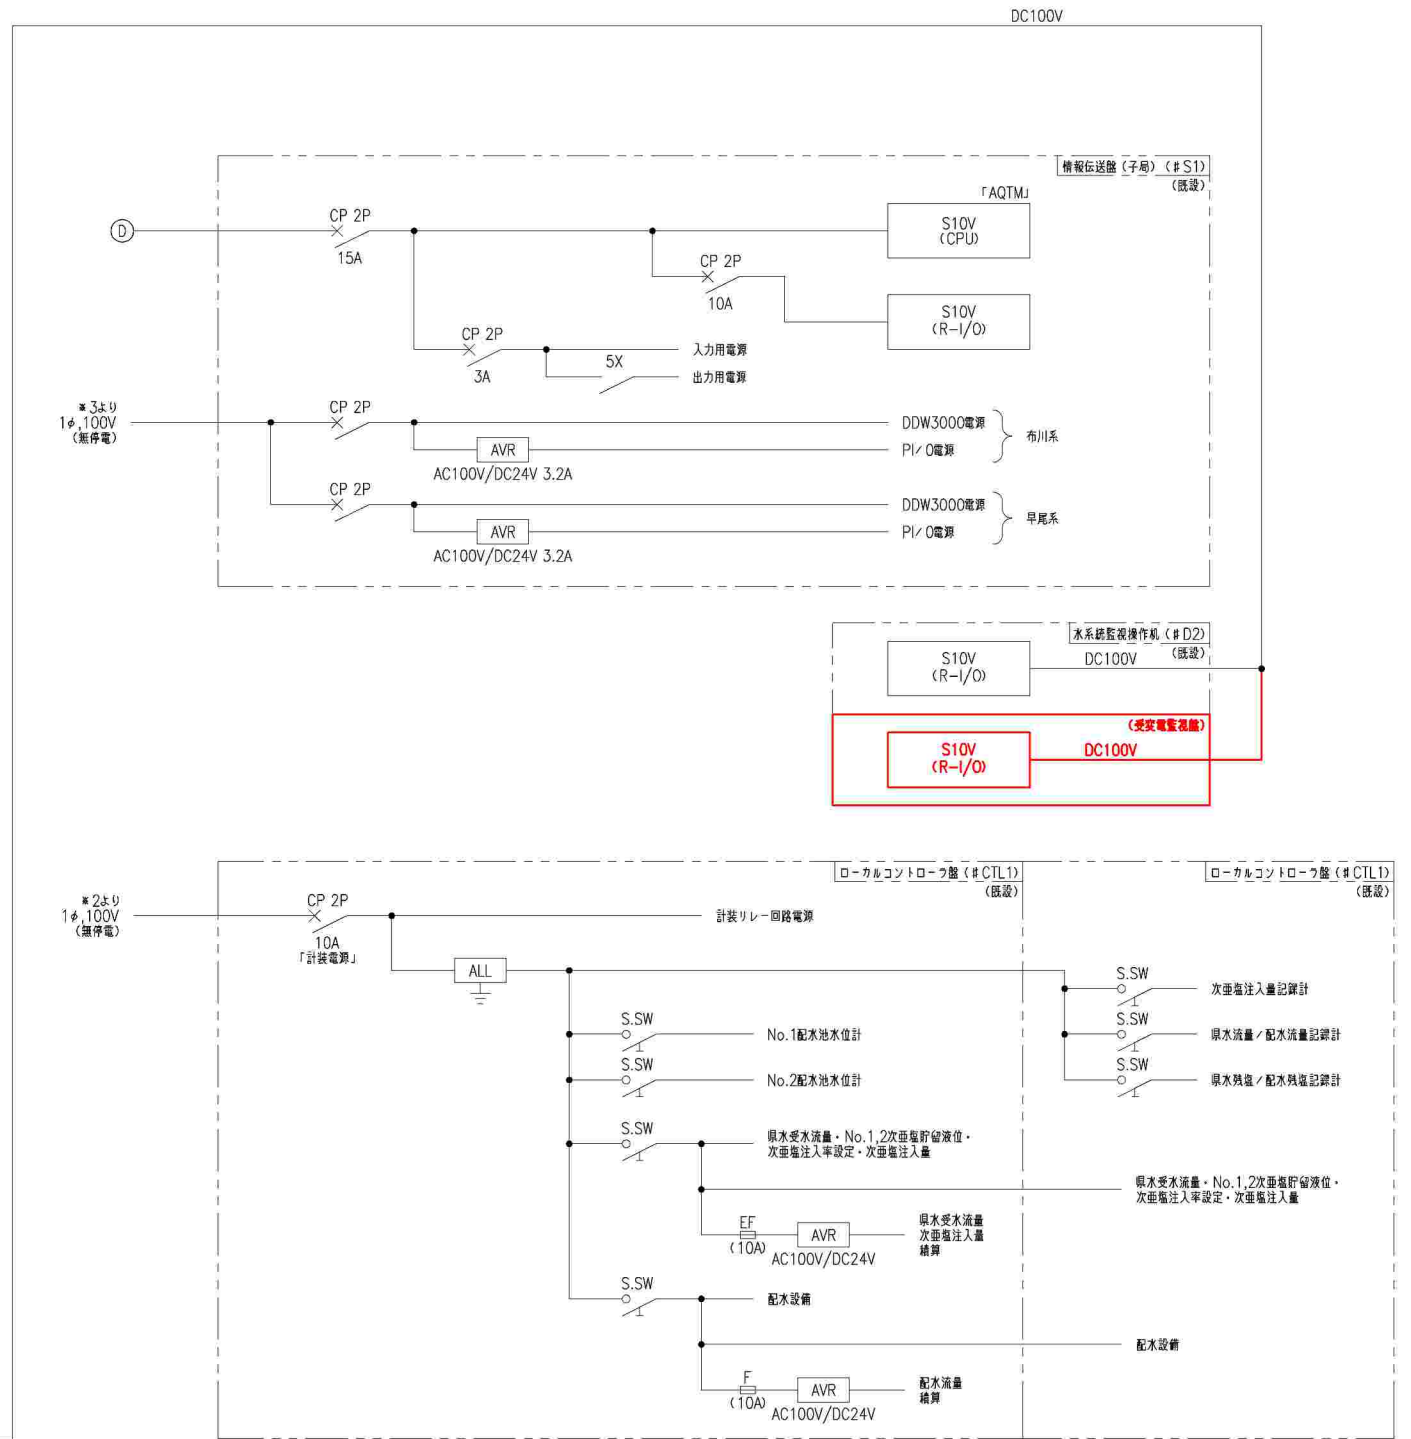 DC100V
情報伝送盤（子局）（♯S1）
（既設）
「AQTM」
D
CP 2P
15A
S10V
（CPU）
CP 2P
10A
S10V
（R−I/O）
CP 2P
3A
入力用電源
5X
出力用電源
※3より
1φ,100V
（無停電）
CP 2P
DDW3000電源
AVR
PI/O電源
布川系
AC100V/DC24V 3.2A
CP 2P
DDW3000電源
AVR
PI/O電源
早尾系
AC100V/DC24V 3.2A
水系統監視操作机（♯D2）
（既設）
S10V
（R−I/O）
DC100V
（受変電監視盤）
S10V
（R−I/O）
DC100V
ローカルコントローラ盤（♯CTL1）
（既設）
ローカルコントローラ盤（♯CTL1）
（既設）
※2より
1φ,100V
（無停電）
CP 2P
10A
「計装電源」
計装リレー回路電源
ALL
S.SW
次亜塩注入量記録計
S.SW
県水流量／配水流量記録計
S.SW
県水残塩／配水残塩記録計
S.SW
No.1配水池水位計
S.SW
No.2配水池水位計
S.SW
県水受水流量・No.1,2次亜塩貯留液位・
次亜塩注入率設定・次亜塩注入量
県水受水流量・No.1,2次亜塩貯留液位・
次亜塩注入率設定・次亜塩注入量
EF
（10A）
AVR
AC100V/DC24V
県水受水流量
次亜塩注入量
積算
S.SW
配水設備
配水設備
F
（10A）
AVR
AC100V/DC24V
配水流量
積算